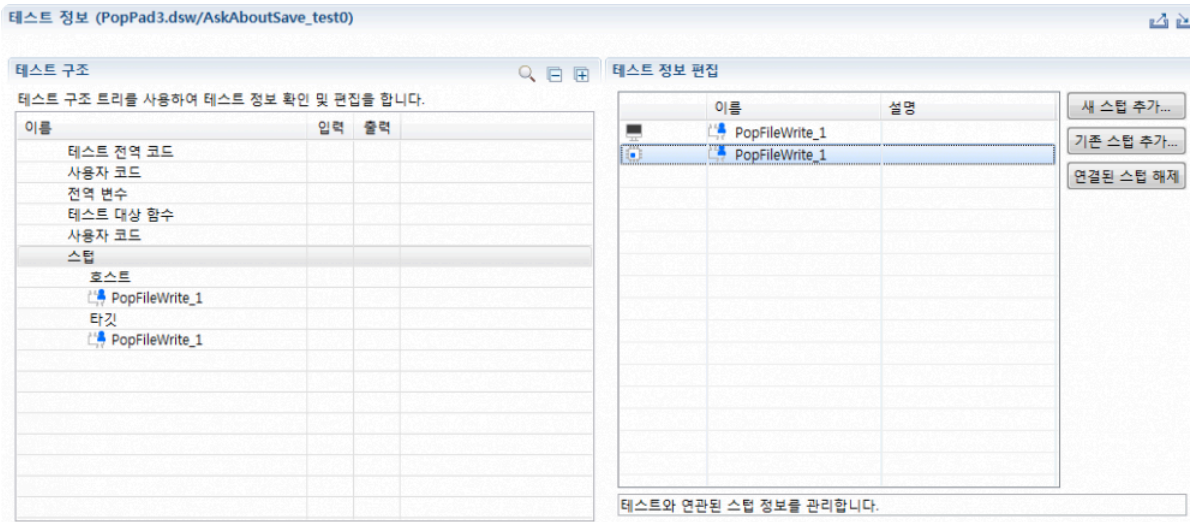 테스트 정보 (PopPad3.dsw/AskAboutSave_test0)
테스트 구조
테스트 구조 트리를 사용하여 테스트 정보 확인 및 편집을 합니다.
이름 입력 출력
테스트 전역 코드
사용자 코드
전역 변수
테스트 대상 함수
사용자 코드
스텁
호스트
PopFileWrite_1
타깃
PopFileWrite_1
테스트 정보 편집
이름 설명
PopFileWrite_1
PopFileWrite_1
새 스텁 추가...
기존 스텁 추가...
연결된 스텁 해제
테스트와 연관된 스텁 정보를 관리합니다.